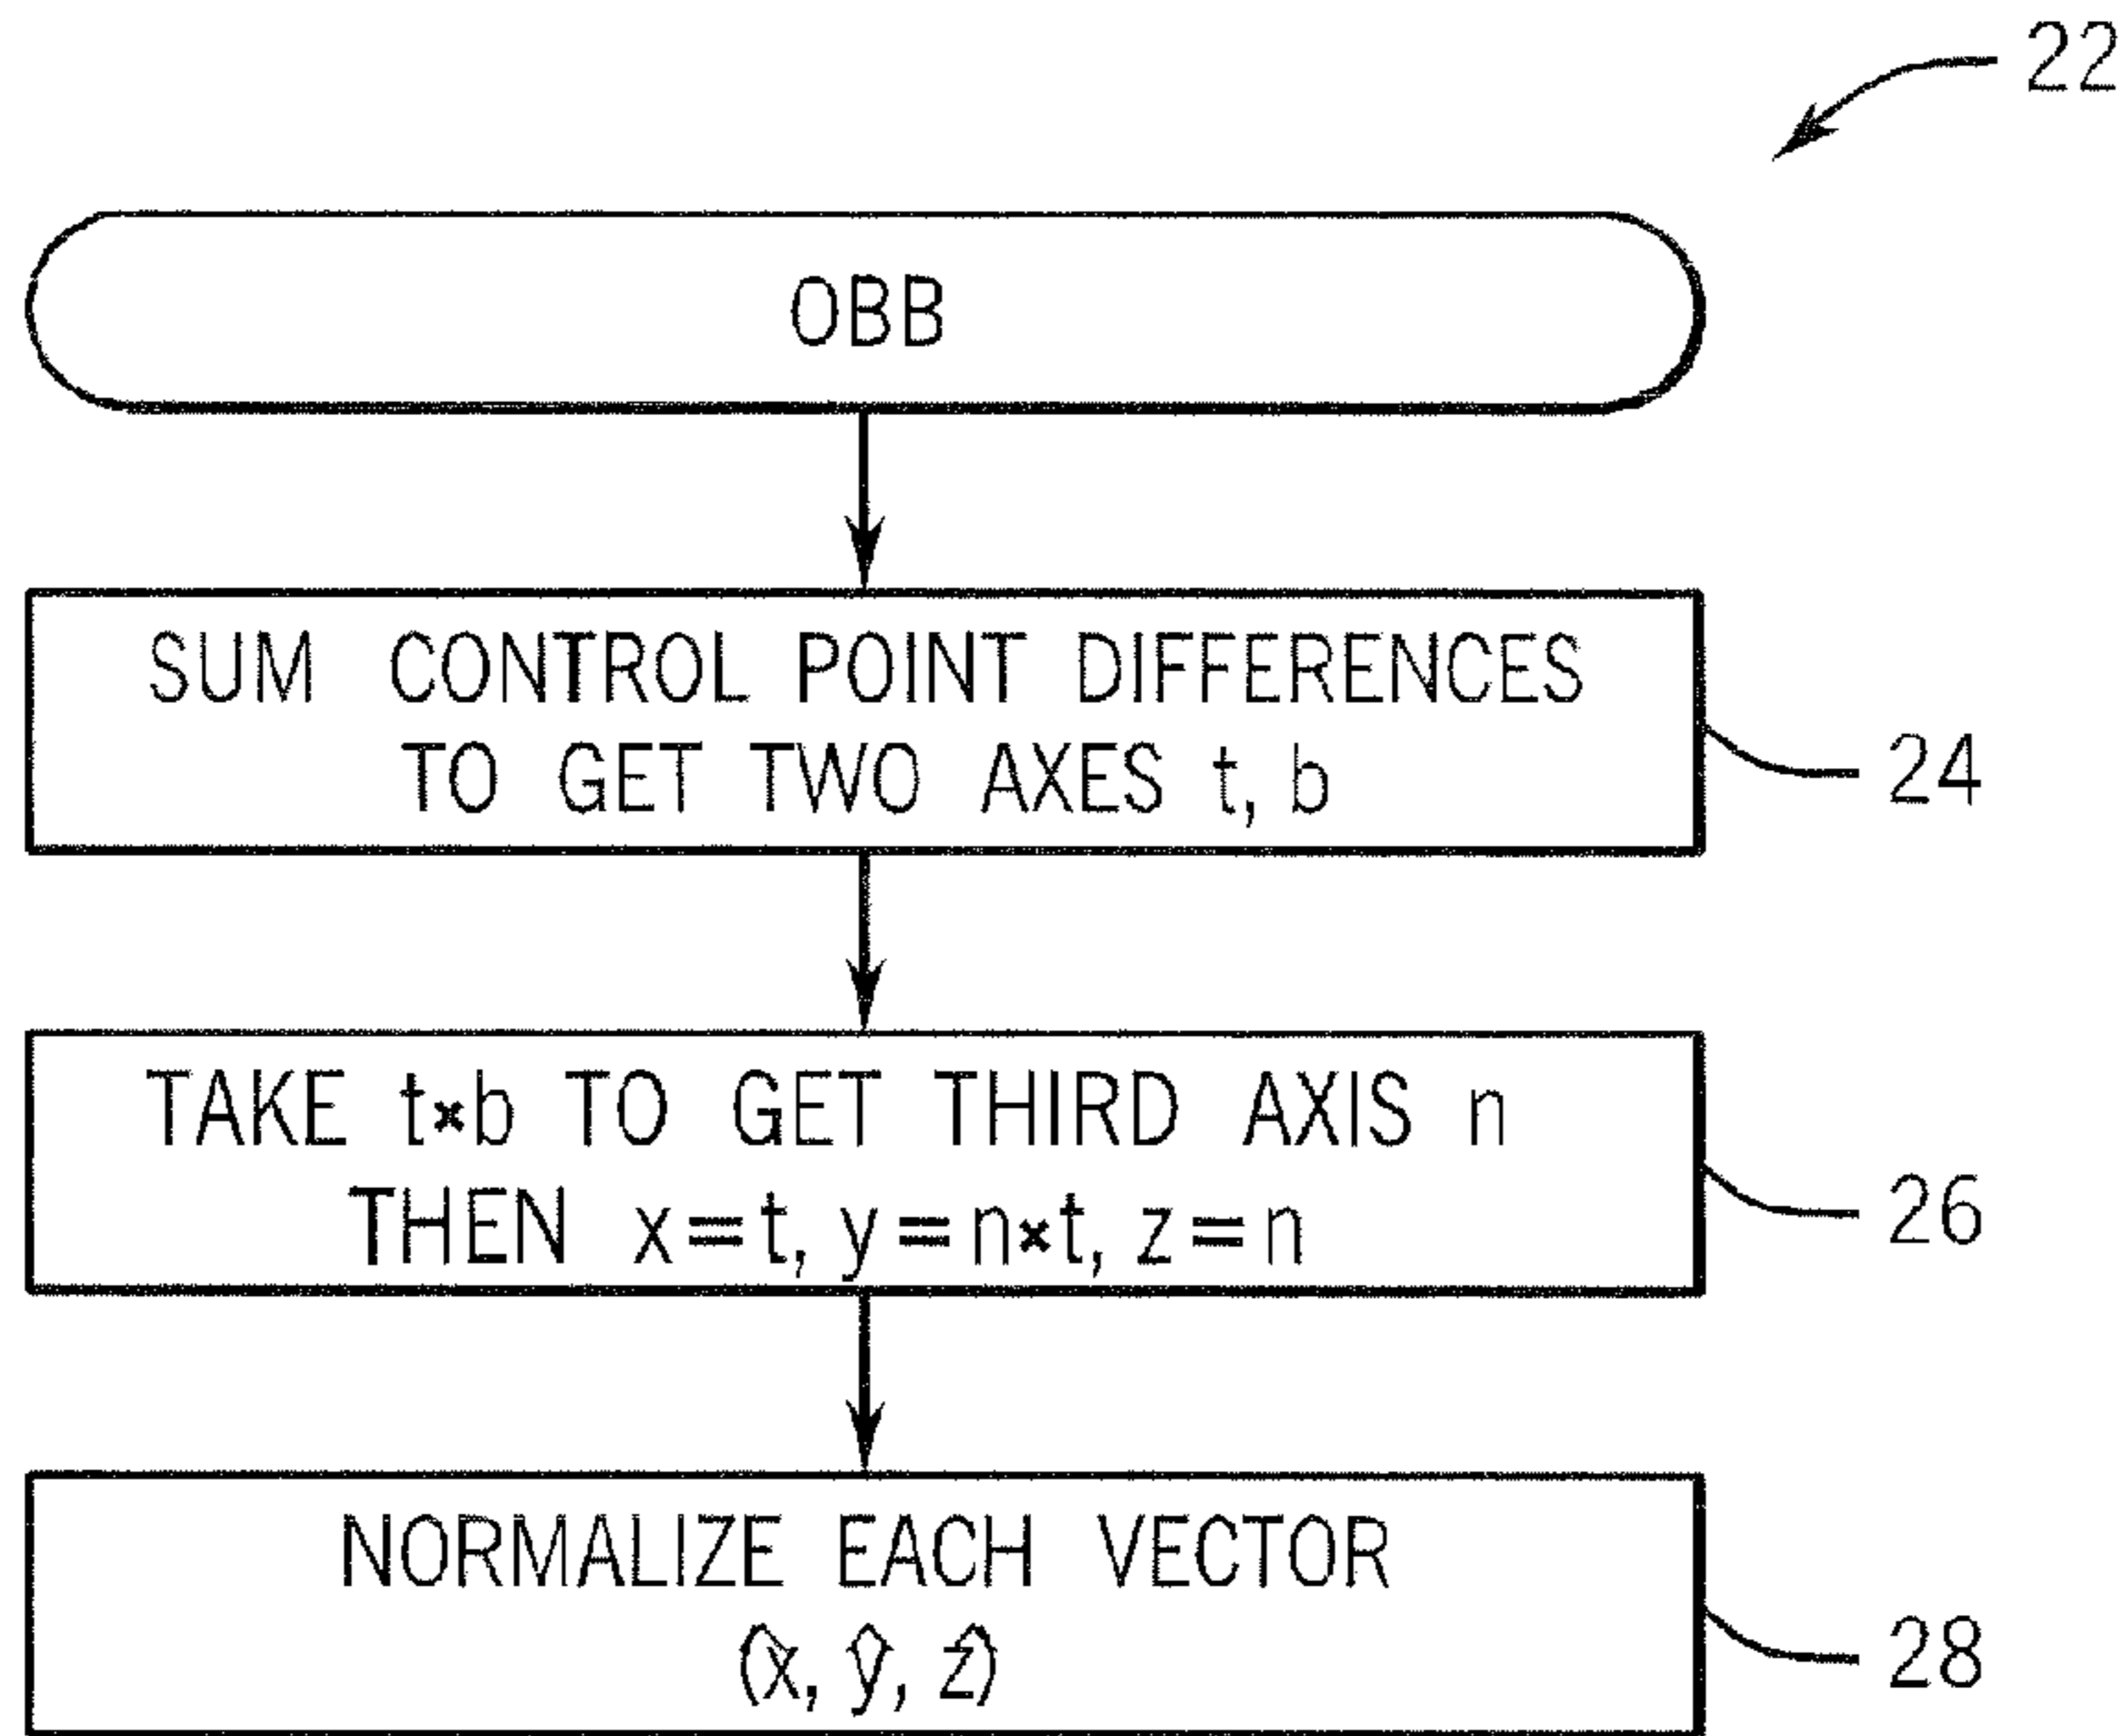 22
OBB
SUM CONTROL POINT DIFFERENCES
TO GET TWO AXES t, b
24
TAKE t×b TO GET THIRD AXIS n
THEN x=t, y=n×t, z=n
26
NORMALIZE EACH VECTOR
(x̂, ŷ, ẑ)
28